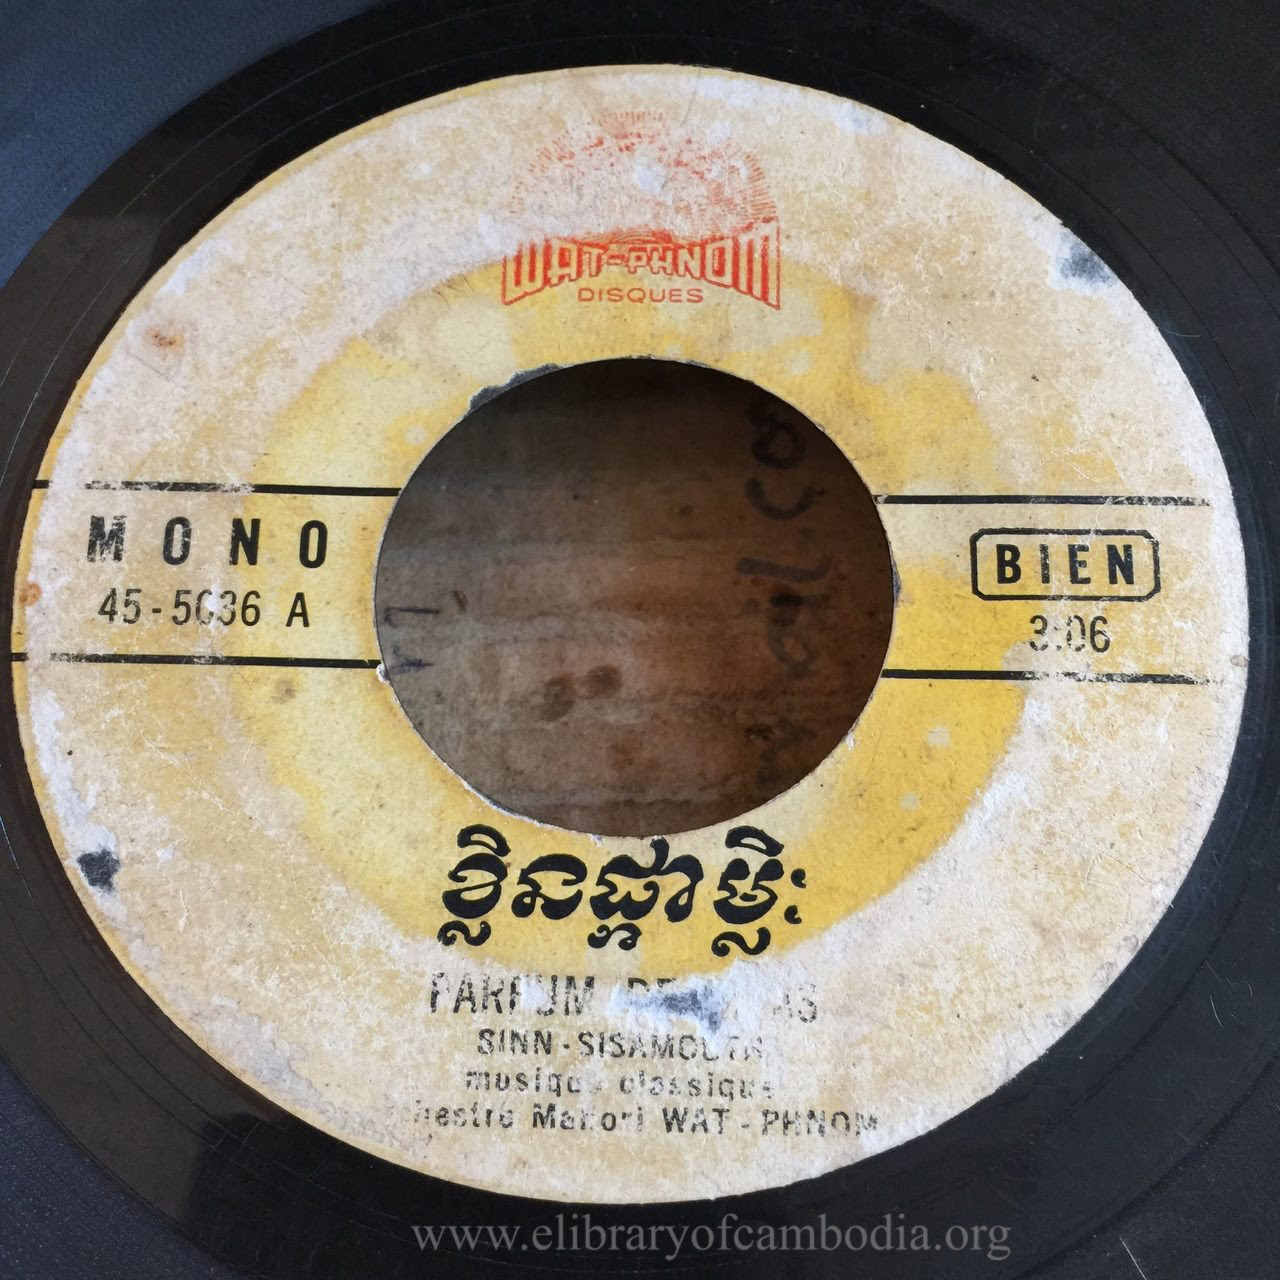 WAT-PHNOM
DISQUES
MONO
45-5036 A
BIEN
3:06
ខ្លិនផ្កាម្លិះ
PARFUM
SINN-SISAMOUTH
musique classique
Mahori WAT-PHNOM
www.elibraryofcambodia.org